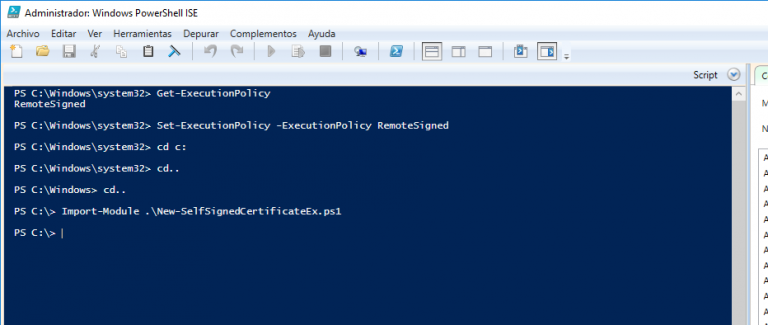 Administrador: Windows PowerShell ISE
Archivo Editar Ver Herramientas Depurar Complementos Ayuda
Script
PS C:\Windows\system32> Get-ExecutionPolicy
RemoteSigned
PS C:\Windows\system32> Set-ExecutionPolicy -ExecutionPolicy RemoteSigned
PS C:\Windows\system32> cd c:
PS C:\Windows\system32> cd..
PS C:\Windows> cd..
PS C:\> Import-Module .\New-SelfSignedCertificateEx.ps1
PS C:\>
C
M
N
A
A
A
A
A
A
A
A
A
A
A